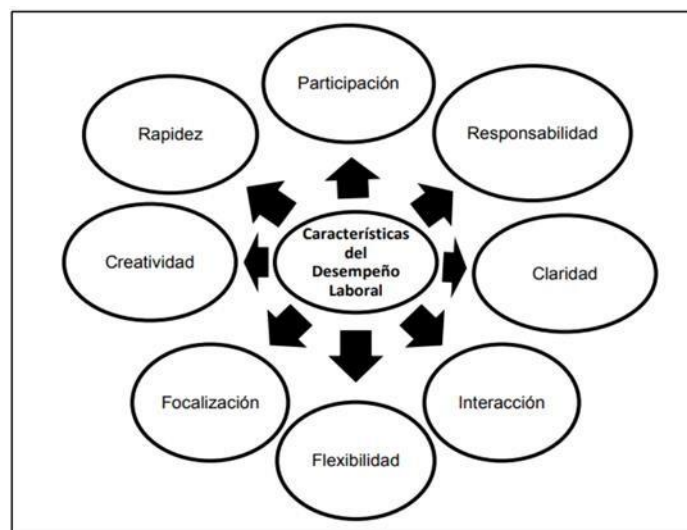 Participación
Rapidez
Responsabilidad
Características
del
Desempeño
Laboral
Creatividad
Claridad
Focalización
Interacción
Flexibilidad